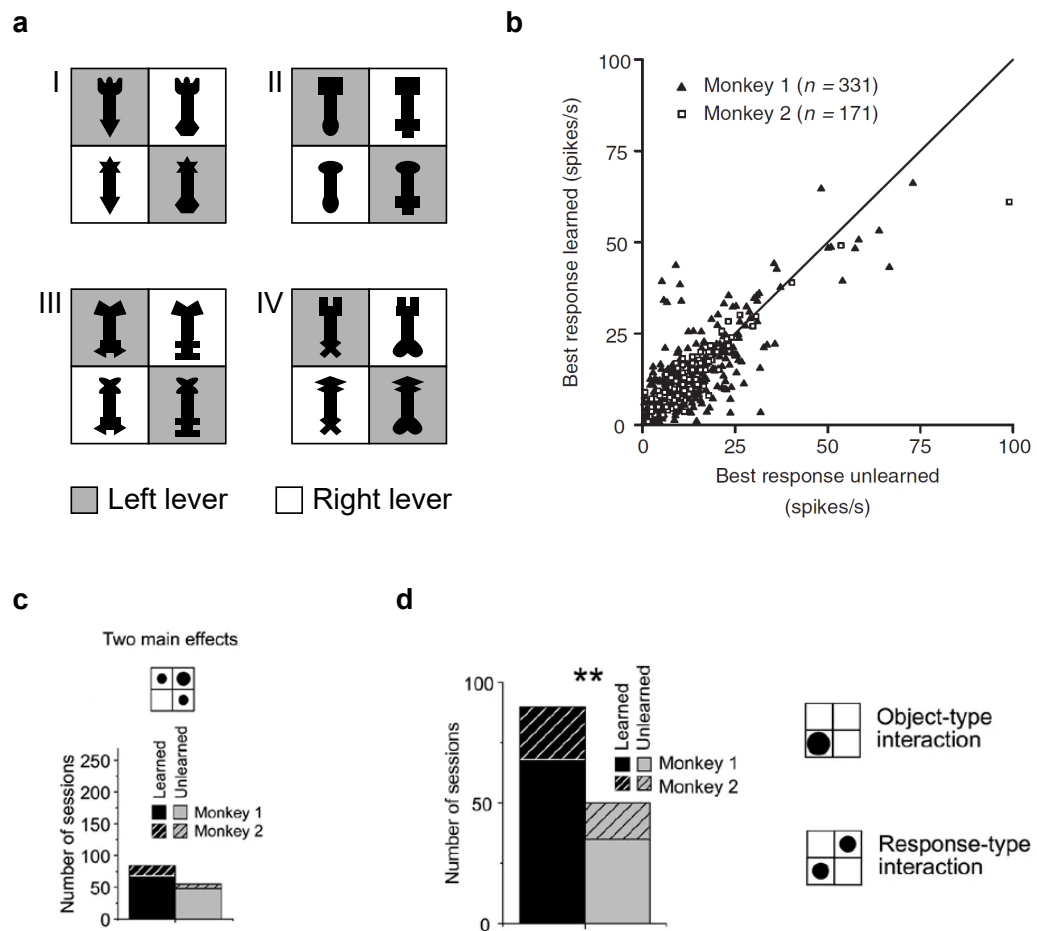 a
I
II
III
IV
Left lever
Right lever
b
100
75
50
25
0
Best response learned (spikes/s)
Monkey 1 (n = 331)
Monkey 2 (n = 171)
0
25
50
75
100
Best response unlearned
(spikes/s)
c
Two main effects
Number of sessions
250
200
150
100
50
0
Learned
Unlearned
Monkey 1
Monkey 2
d
Number of sessions
100
50
0
**
Learned
Unlearned
Monkey 1
Monkey 2
Object-type
interaction
Response-type
interaction